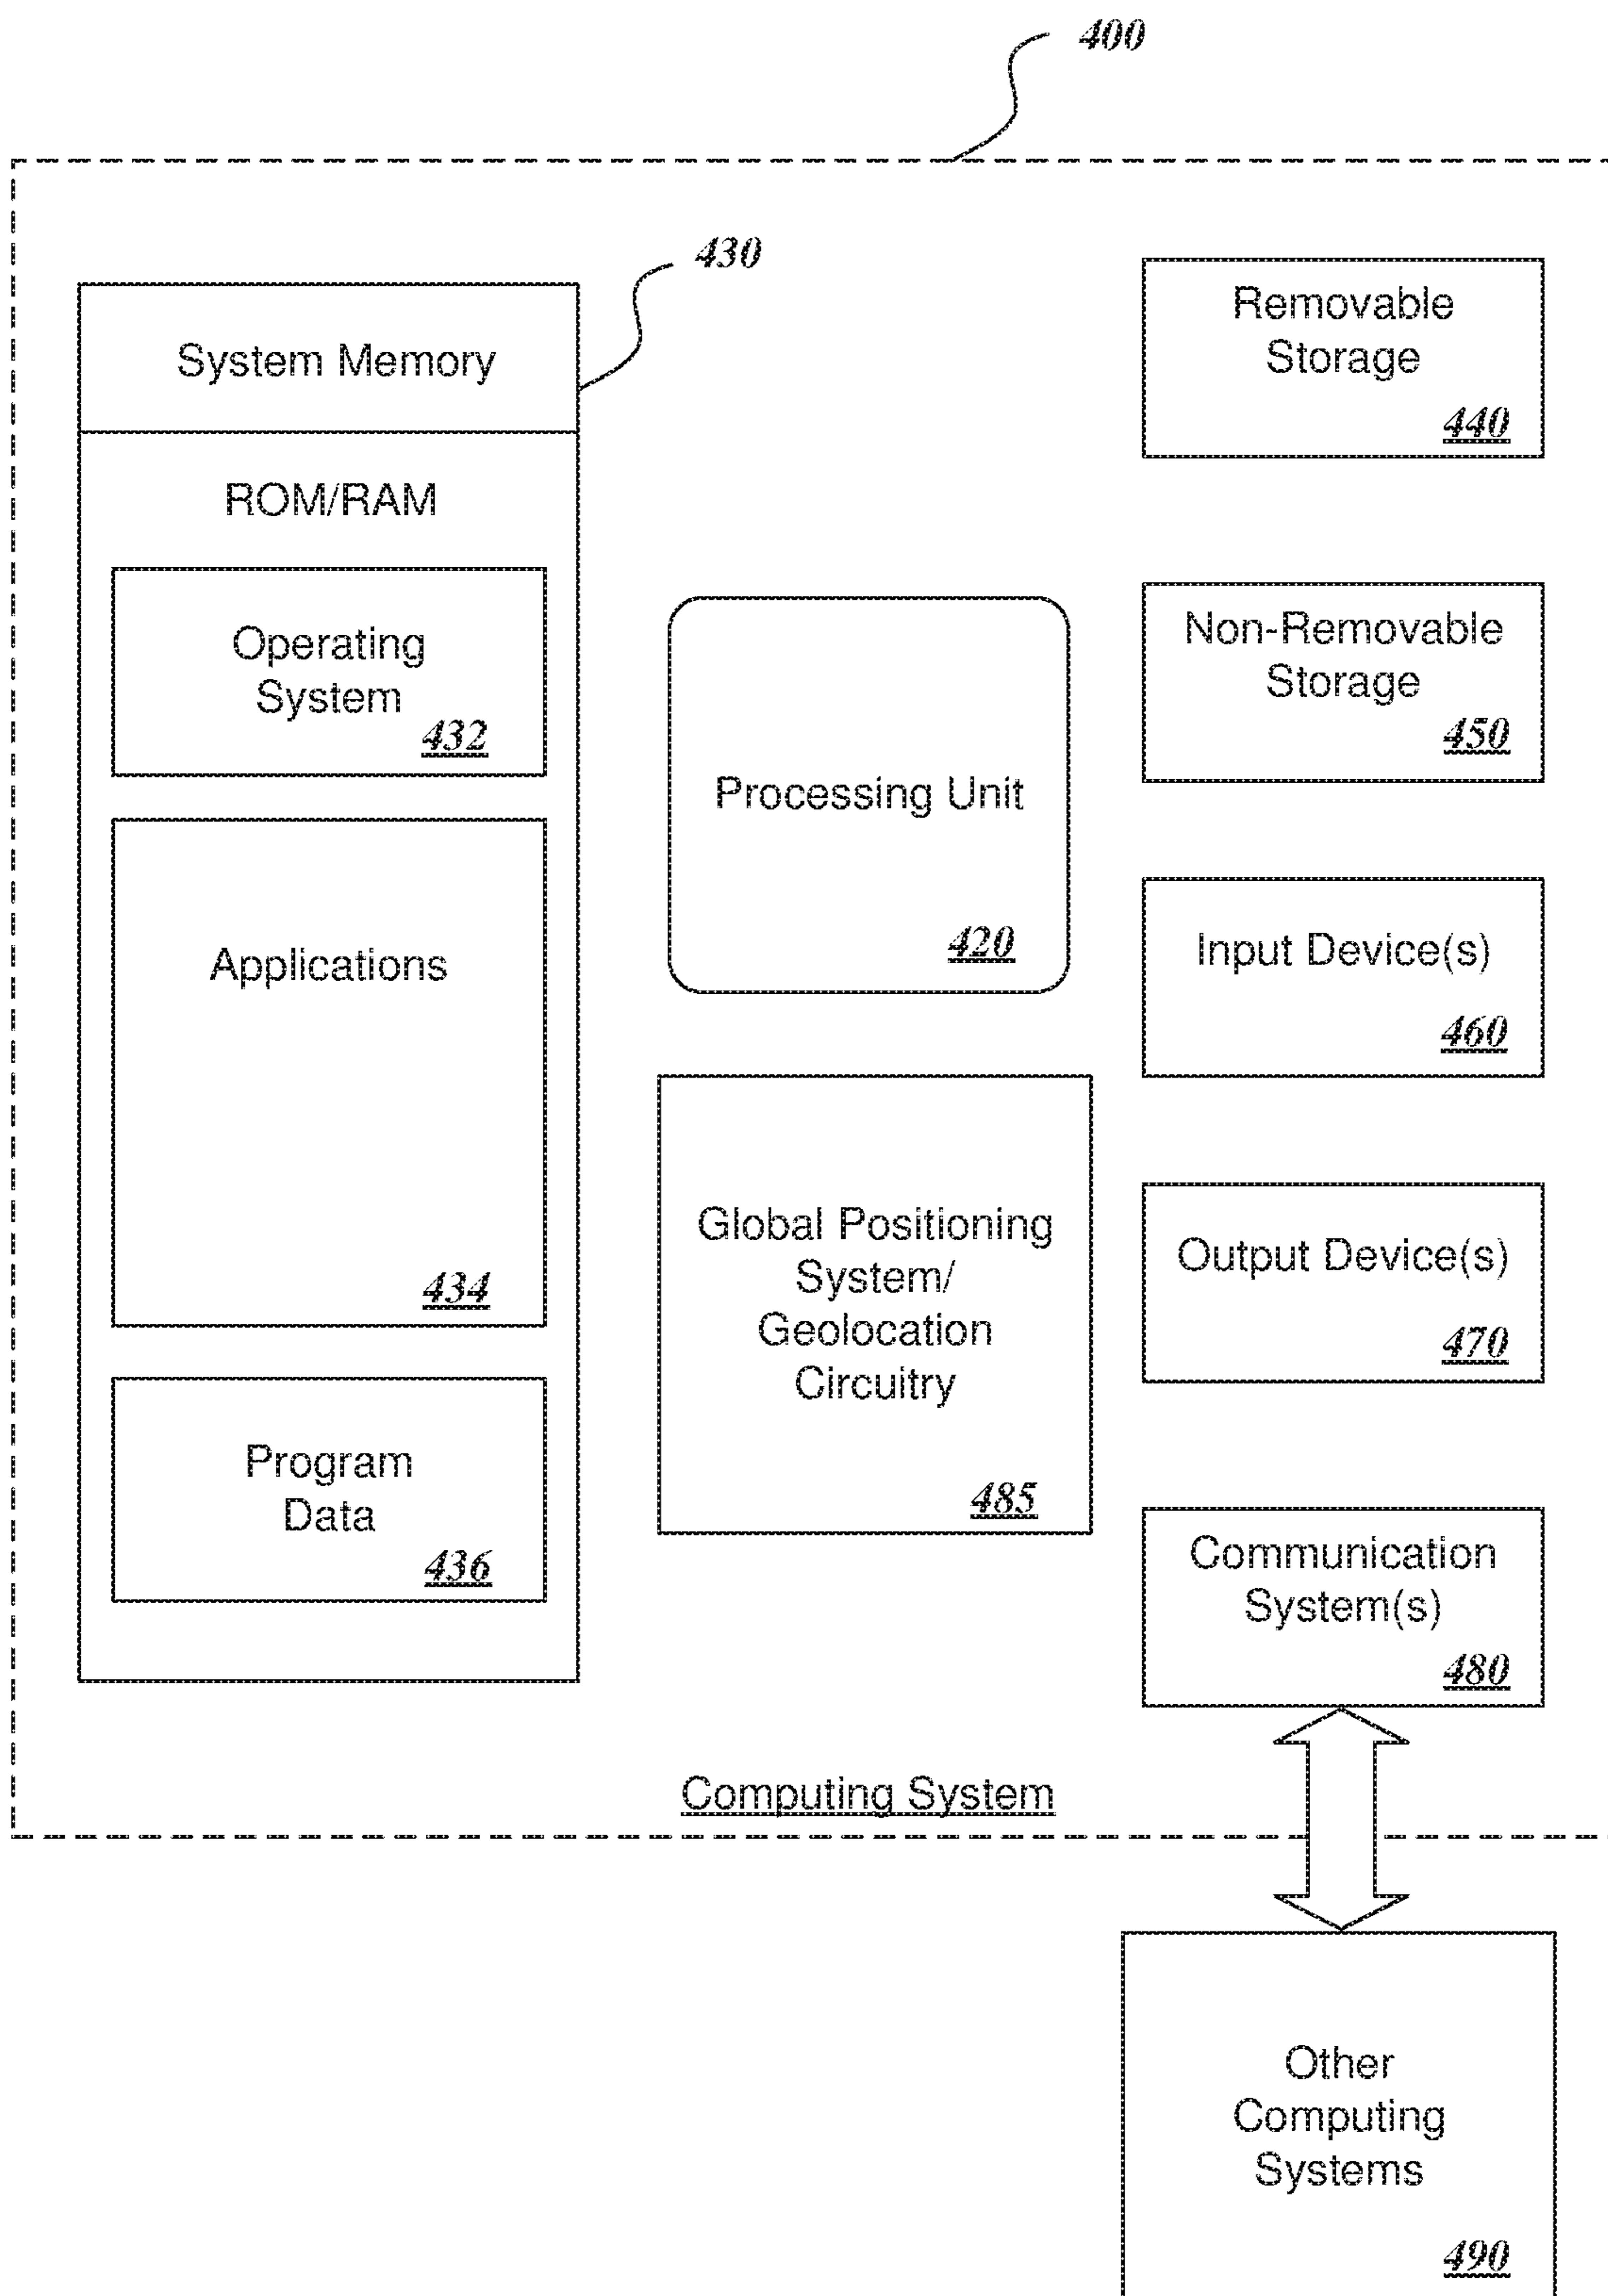 400
430
System Memory
ROM/RAM
Operating
System
432
Applications
434
Program
Data
436
Processing Unit
420
Global Positioning
System/
Geolocation
Circuitry
485
Removable
Storage
440
Non-Removable
Storage
450
Input Device(s)
460
Output Device(s)
470
Communication
System(s)
480
Computing System
Other
Computing
Systems
490